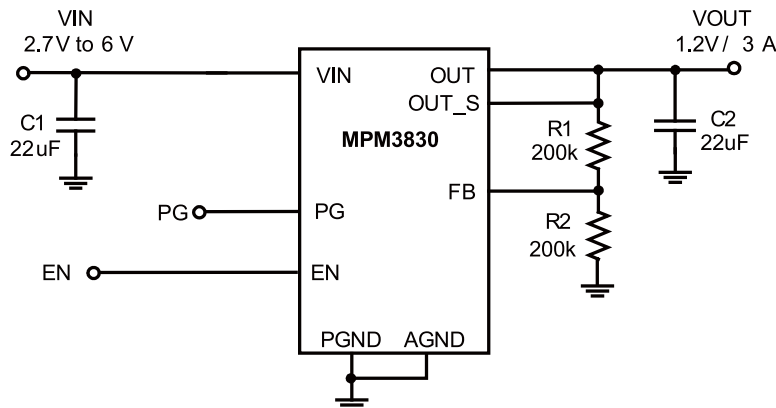 VIN
2.7V to 6 V
VOUT
1.2V / 3 A
VIN
OUT
OUT_S
C1
22uF
MPM3830
R1
200k
C2
22uF
PG
PG
FB
R2
200k
EN
EN
PGND
AGND